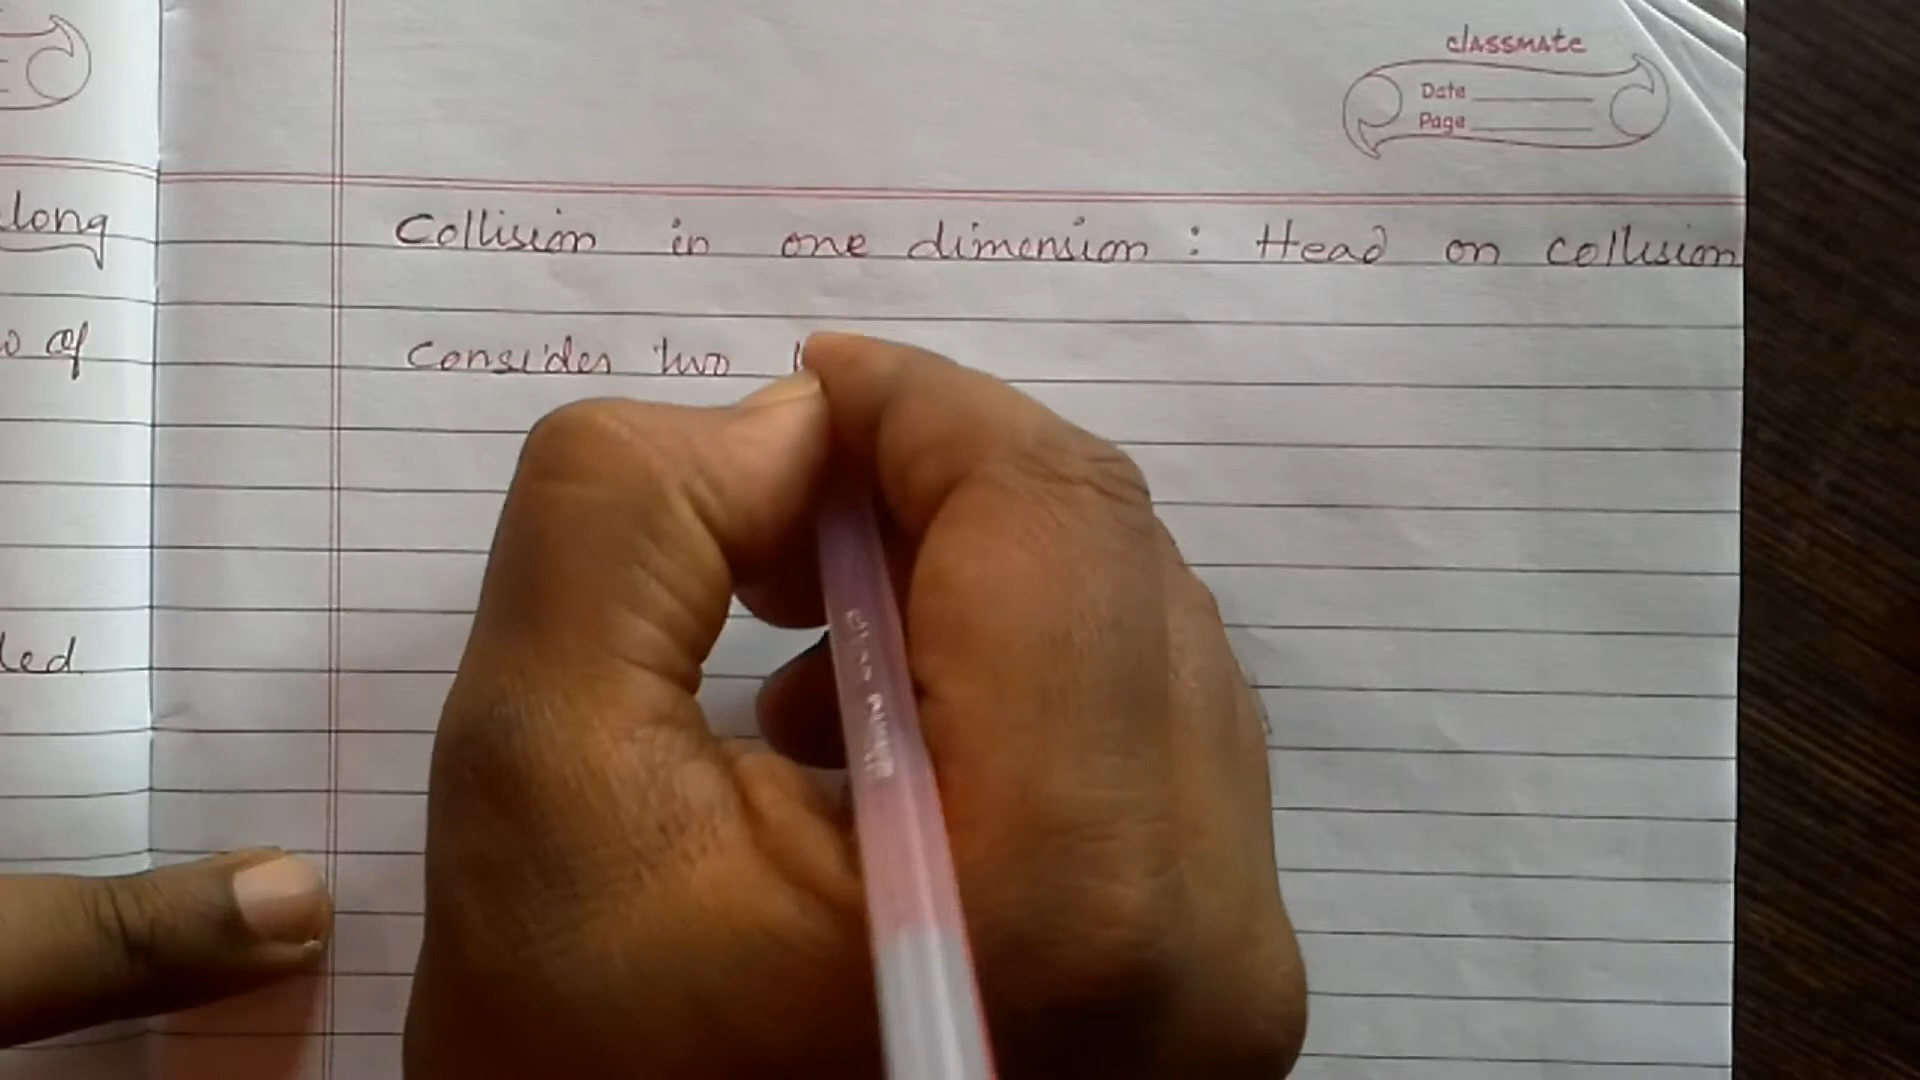 classmate
Date
Page
long
Collision in one dimension : Head on collision
of
Consider two
led